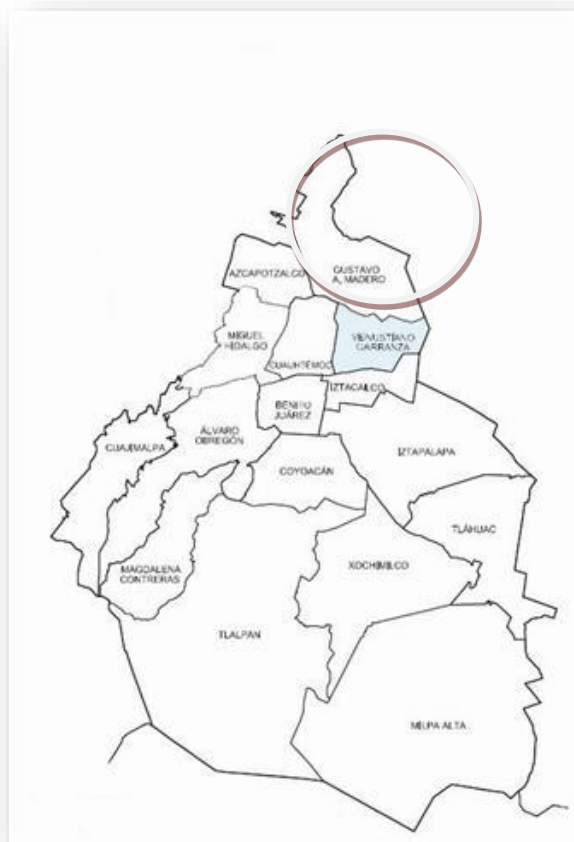 GUSTAVO
A. MADERO
AZCAPOTZALCO
MIGUEL
HIDALGO
CUAUHTÉMOC
VENUSTIANO
CARRANZA
IZTACALCO
BENITO
JUÁREZ
ÁLVARO
OBREGÓN
CUAJIMALPA
COYOACÁN
IZTAPALAPA
TLÁHUAC
MAGDALENA
CONTRERAS
XOCHIMILCO
TLALPAN
MILPA ALTA